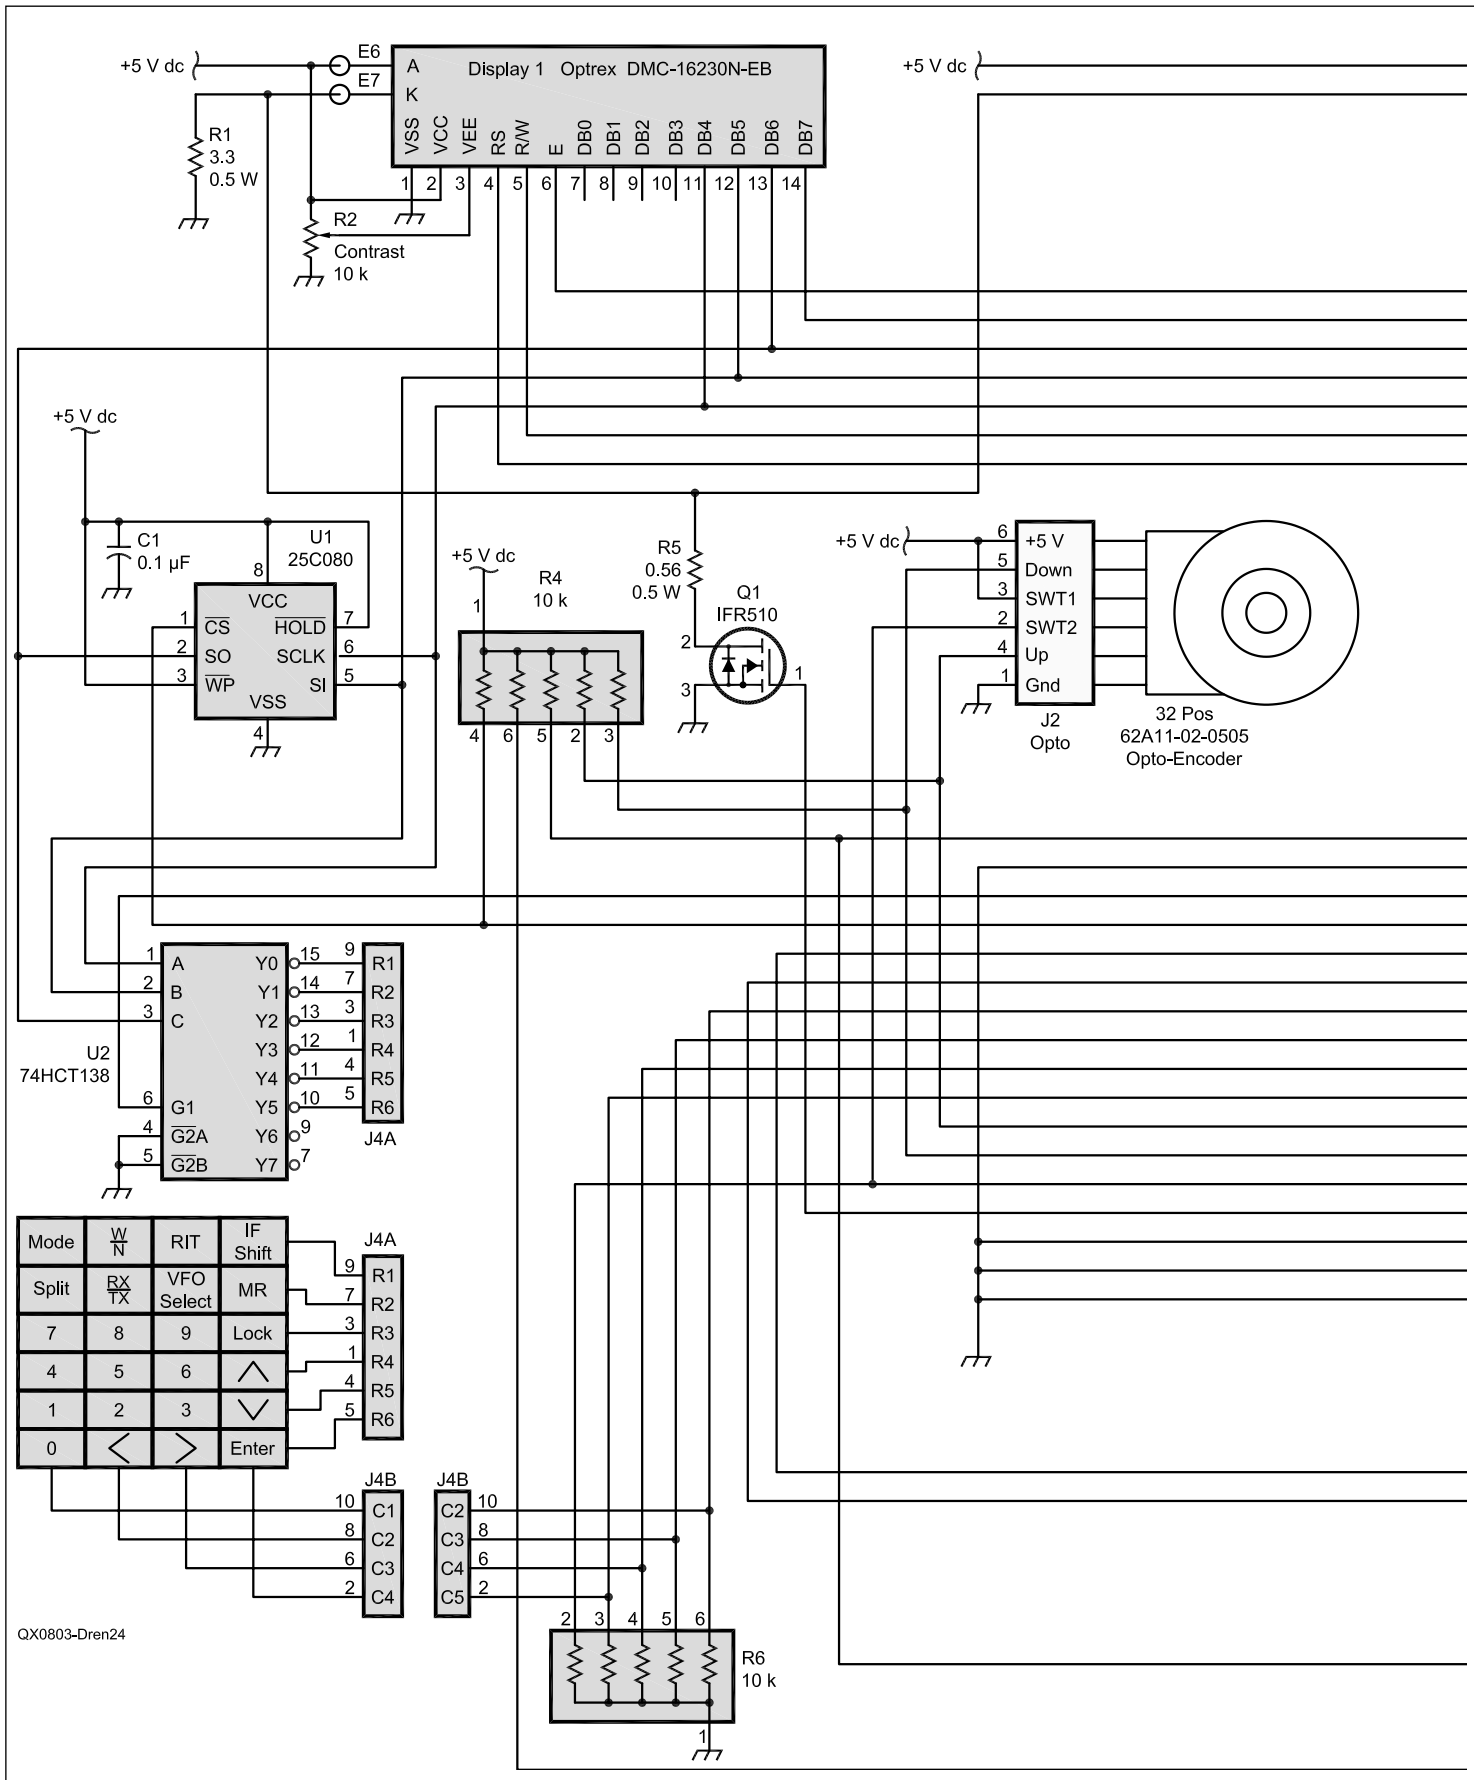 +5 V dc
E6
E7
A
K
Display 1 Optrex DMC-16230N-EB
VSS
VCC
VEE
RS
R/W
E
DB0
DB1
DB2
DB3
DB4
DB5
DB6
DB7
1
2
3
4
5
6
7
8
9
10
11
12
13
14
+5 V dc
R1
3.3
0.5 W
R2
Contrast
10 k
+5 V dc
C1
0.1 µF
U1
25C080
8
VCC
1
CS
HOLD
7
2
SO
SCLK
6
3
WP
SI
5
VSS
4
+5 V dc
1
R4
10 k
4
6
5
2
3
R5
0.56
0.5 W
Q1
IFR510
2
3
1
+5 V dc
6
+5 V
5
Down
3
SWT1
2
SWT2
4
Up
1
Gnd
J2
Opto
32 Pos
62A11-02-0505
Opto-Encoder
1 A Y0 15 9 R1
2 B Y1 14 7 R2
3 C Y2 13 3 R3
Y3 12 1 R4
Y4 11 4 R5
6 G1 Y5 10 5 R6
4 G2A Y6 9
5 G2B Y7 7
U2
74HCT138
J4A
Mode W N RIT IF Shift
Split RX TX VFO Select MR
7 8 9 Lock
4 5 6
1 2 3
0 Enter
J4A
9 R1
7 R2
3 R3
1 R4
4 R5
5 R6
J4B
10 C1
8 C2
6 C3
2 C4
J4B
C2 10
C3 8
C4 6
C5 2
2 3 4 5 6
R6
10 k
1
QX0803-Dren24